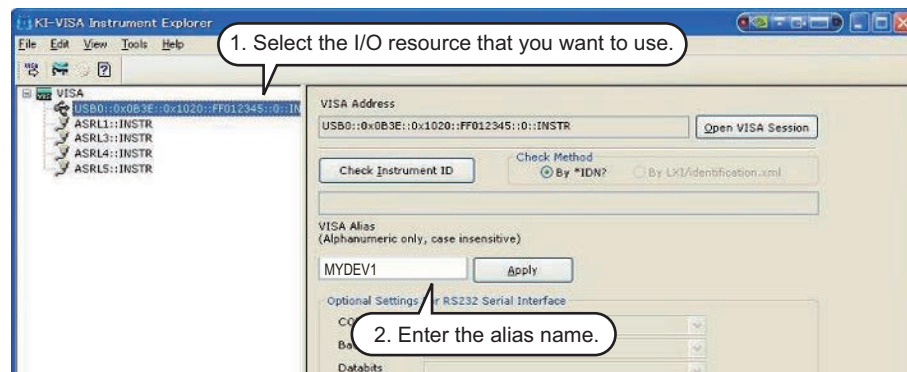 KI-VISA Instrument Explorer
File Edit View Tools Help
1. Select the I/O resource that you want to use.
VISA
USB0::0x0B3E::0x1020::FF012345::0::IN
ASRL1::INSTR
ASRL3::INSTR
ASRL4::INSTR
ASRL5::INSTR
VISA Address
USB0::0x0B3E::0x1020::FF012345::0::INSTR
Open VISA Session
Check Instrument ID
Check Method
By *IDN?
By LXI/identification.xml
VISA Alias
(Alphanumeric only, case insensitive)
MYDEV1
Apply
Optional Settings for RS232 Serial Interface
2. Enter the alias name.
Databits